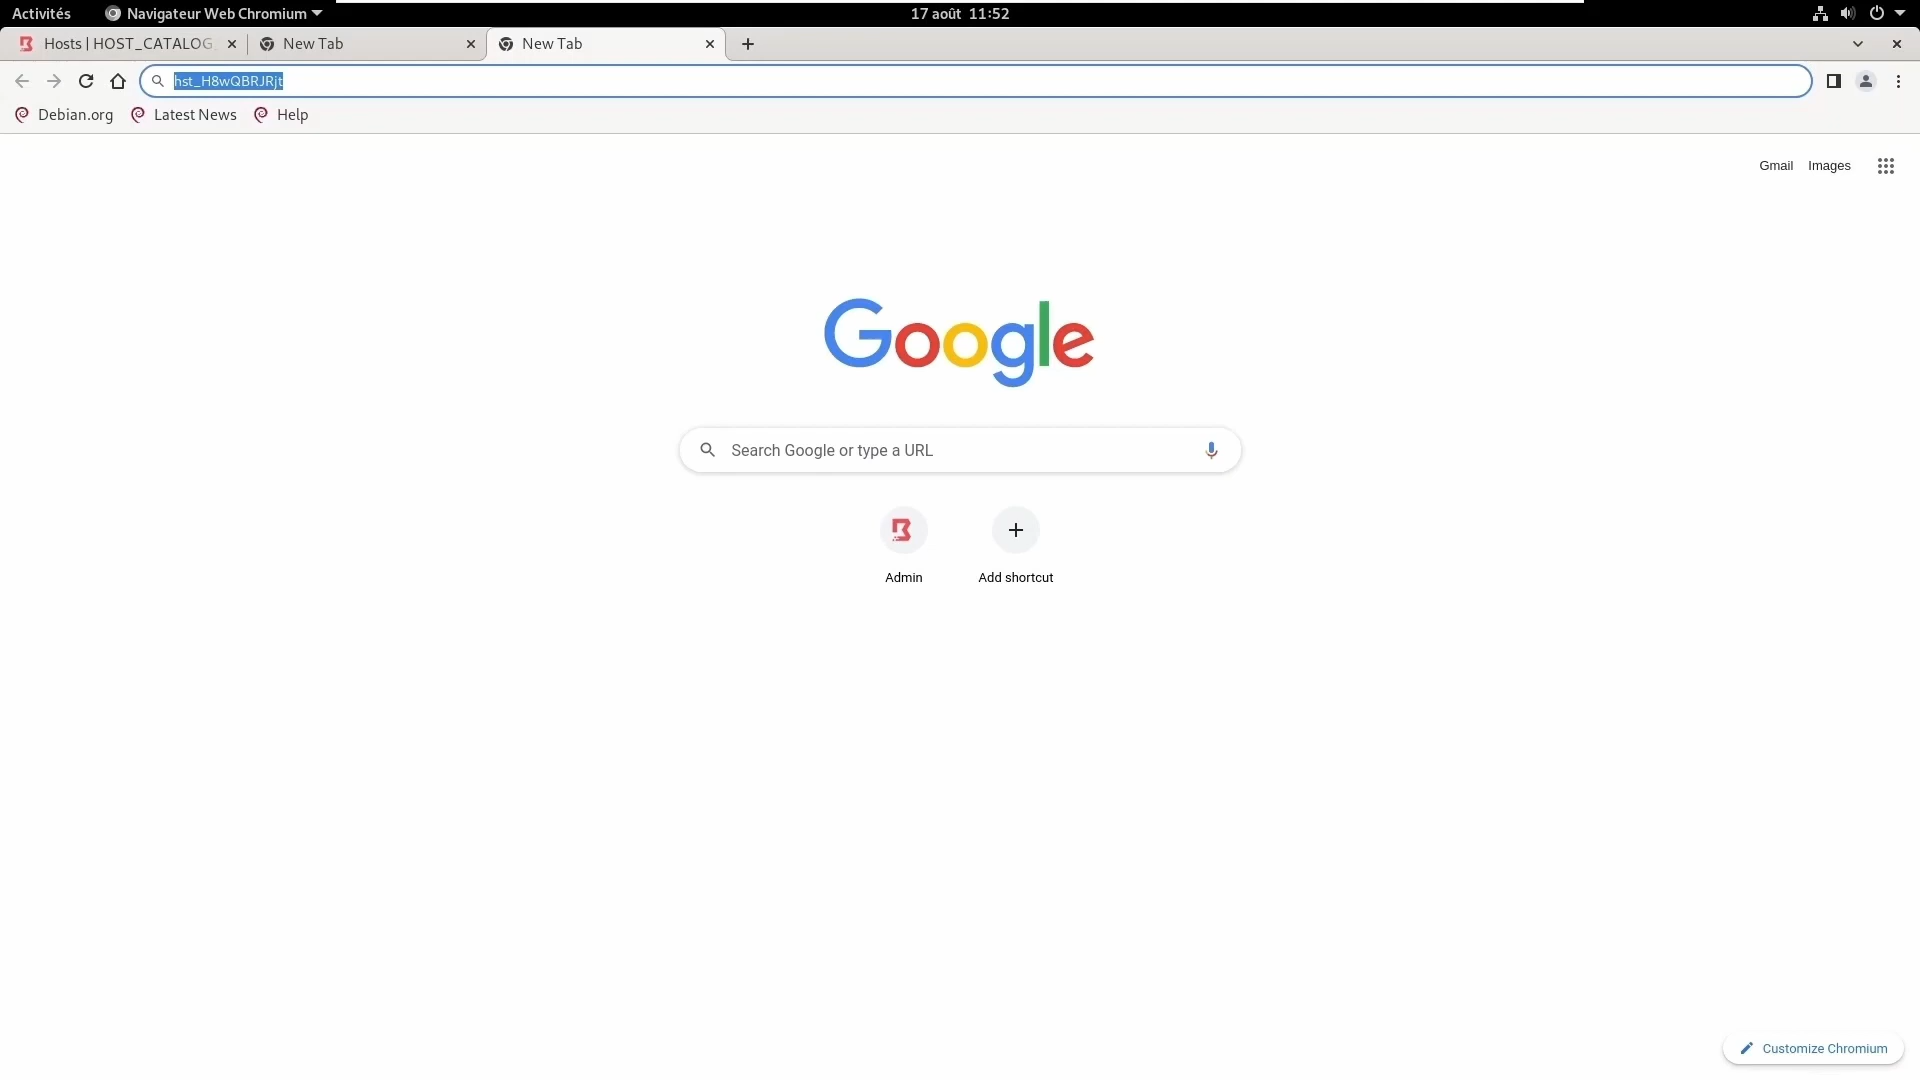 Activités
Navigateur Web Chromium
17 août 11:52
Hosts | HOST_CATALOG_
New Tab
New Tab
hst_H8wQBRJRjt
Debian.org
Latest News
Help
Gmail
Images
Google
Search Google or type a URL
Admin
Add shortcut
Customize Chromium